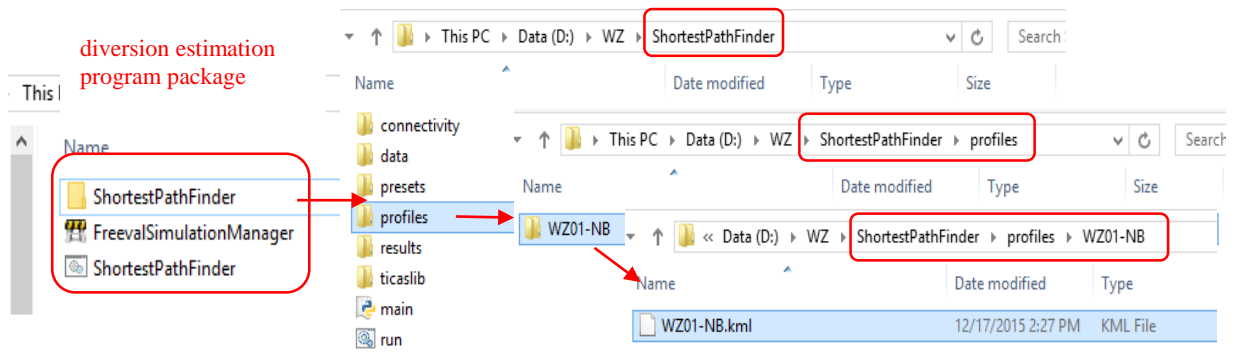 diversion estimation
program package
This
Name
ShortestPathFinder
FreevalSimulationManager
ShortestPathFinder
This PC Data (D:) WZ ShortestPathFinder
Search
Name Date modified Type Size
connectivity
data
presets
profiles
results
ticaslib
main
run
This PC Data (D:) WZ ShortestPathFinder profiles
Search
Name Date modified Type Size
WZ01-NB
« Data (D:) WZ ShortestPathFinder profiles WZ01-NB
Name Date modified Type
WZ01-NB.kml 12/17/2015 2:27 PM KML File